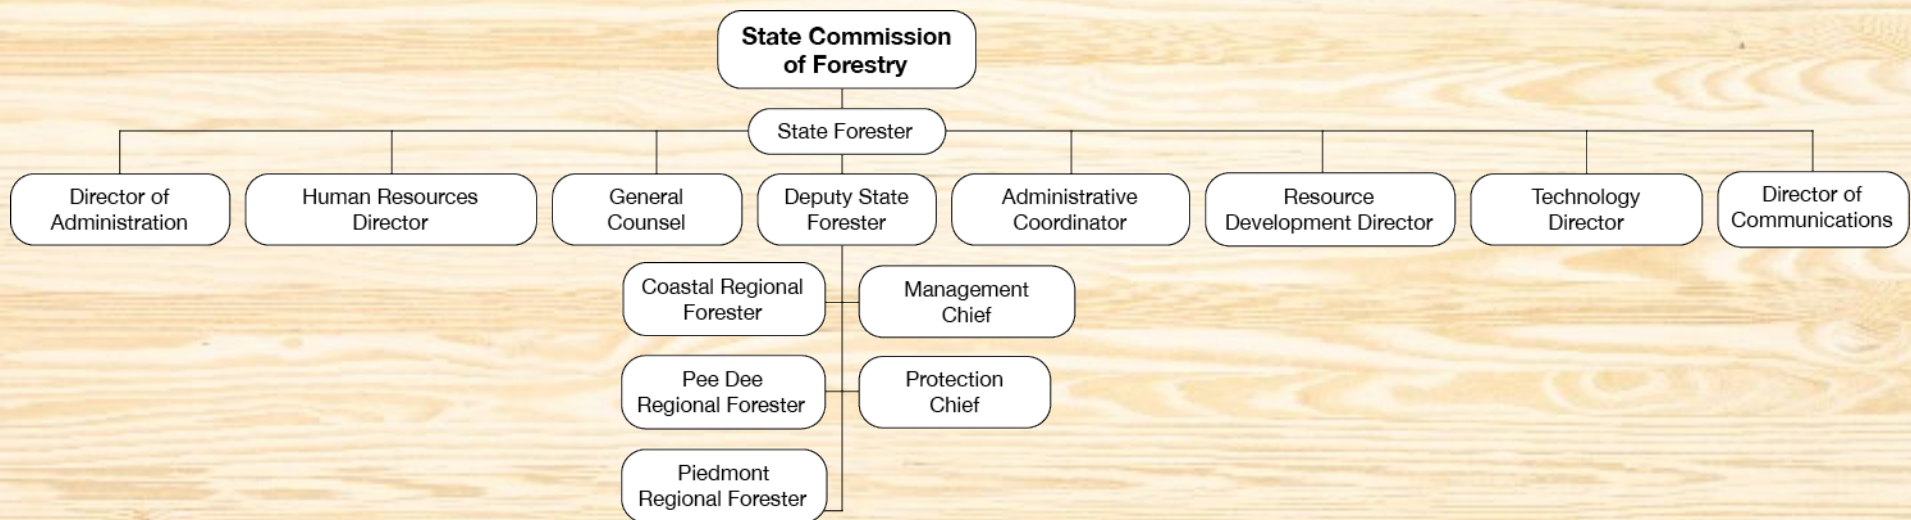 State Commission
of Forestry
State Forester
Director of
Administration
Human Resources
Director
General
Counsel
Deputy State
Forester
Administrative
Coordinator
Resource
Development Director
Technology
Director
Director of
Communications
Coastal Regional
Forester
Management
Chief
Pee Dee
Regional Forester
Protection
Chief
Piedmont
Regional Forester